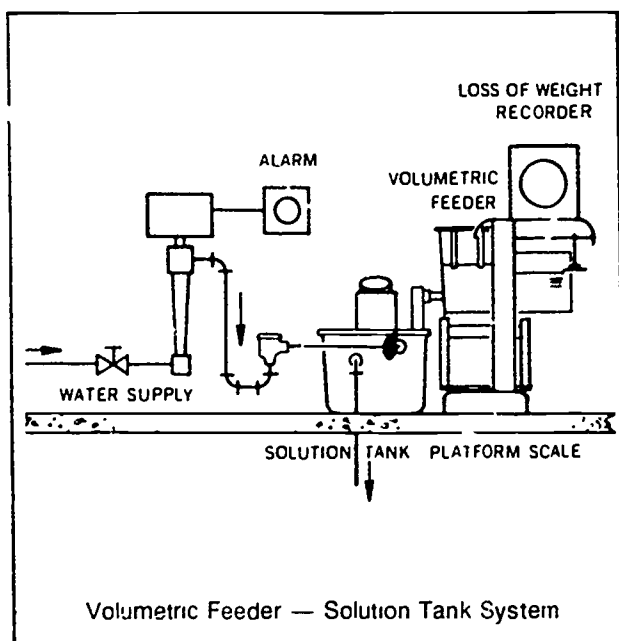 LOSS OF WEIGHT
RECORDER
ALARM
VOLUMETRIC
FEEDER
WATER SUPPLY
SOLUTION TANK
PLATFORM SCALE
Volumetric Feeder — Solution Tank System